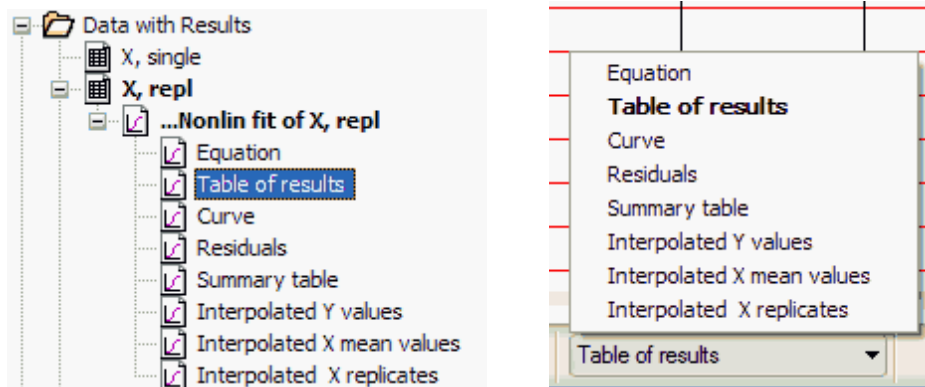 Data with Results
X, single
X, repl
...Nonlin fit of X, repl
Equation
Table of results
Curve
Residuals
Summary table
Interpolated Y values
Interpolated X mean values
Interpolated  X replicates
Equation
Table of results
Curve
Residuals
Summary table
Interpolated Y values
Interpolated X mean values
Interpolated  X replicates
Table of results